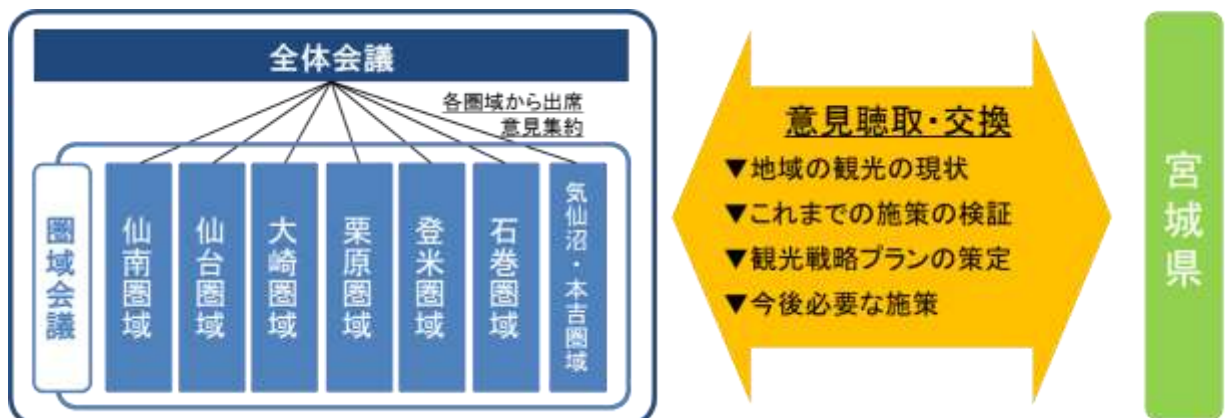 全体会議
各圏域から出席
意見集約
圏域会議
仙南圏域
仙台圏域
大崎圏域
栗原圏域
登米圏域
石巻圏域
気仙沼・本吉圏域
意見聴取・交換
▼地域の観光の現状
▼これまでの施策の検証
▼観光戦略プランの策定
▼今後必要な施策
宮城県